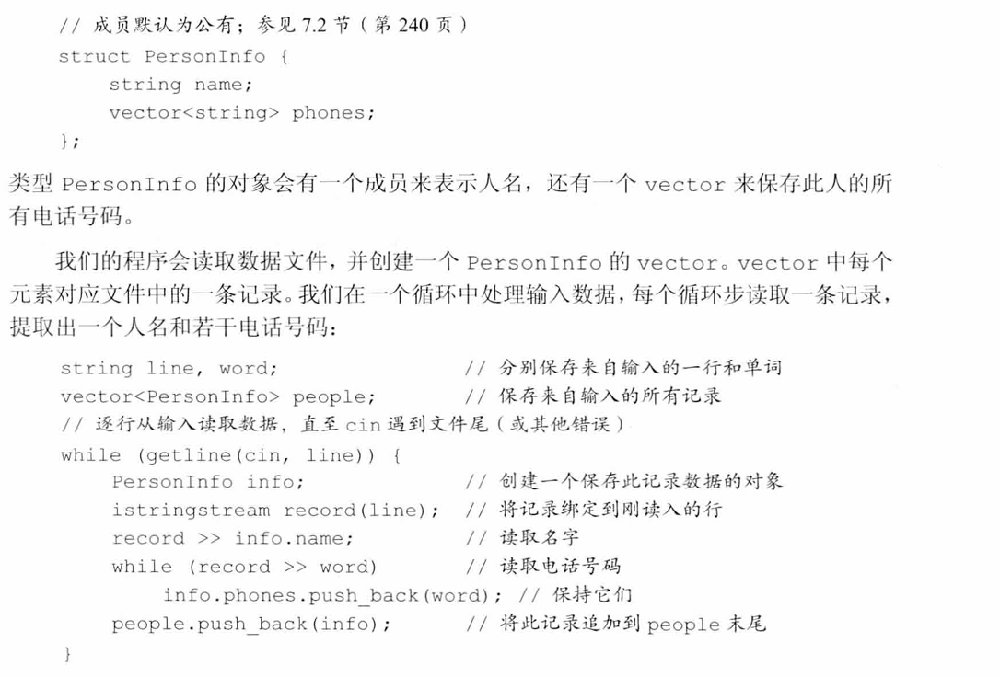 // 成员默认为公有；参见 7.2 节（第 240 页）
struct PersonInfo {
string name;
vector<string> phones;
};
类型 PersonInfo 的对象会有一个成员来表示人名，还有一个 vector 来保存此人的所
有电话号码。
我们的程序会读取数据文件，并创建一个 PersonInfo 的 vector。vector 中每个
元素对应文件中的一条记录。我们在一个循环中处理输入数据，每个循环步读取一条记录，
提取出一个人名和若干电话号码：
string line, word; // 分别保存来自输入的一行和单词
vector<PersonInfo> people; // 保存来自输入的所有记录
// 逐行从输入读取数据，直至 cin 遇到文件尾（或其他错误）
while (getline(cin, line)) {
PersonInfo info; // 创建一个保存此记录数据的对象
istringstream record(line); // 将记录绑定到刚读入的行
record >> info.name; // 读取名字
while (record >> word) // 读取电话号码
info.phones.push_back(word); // 保持它们
people.push_back(info); // 将此记录追加到 people 末尾
}